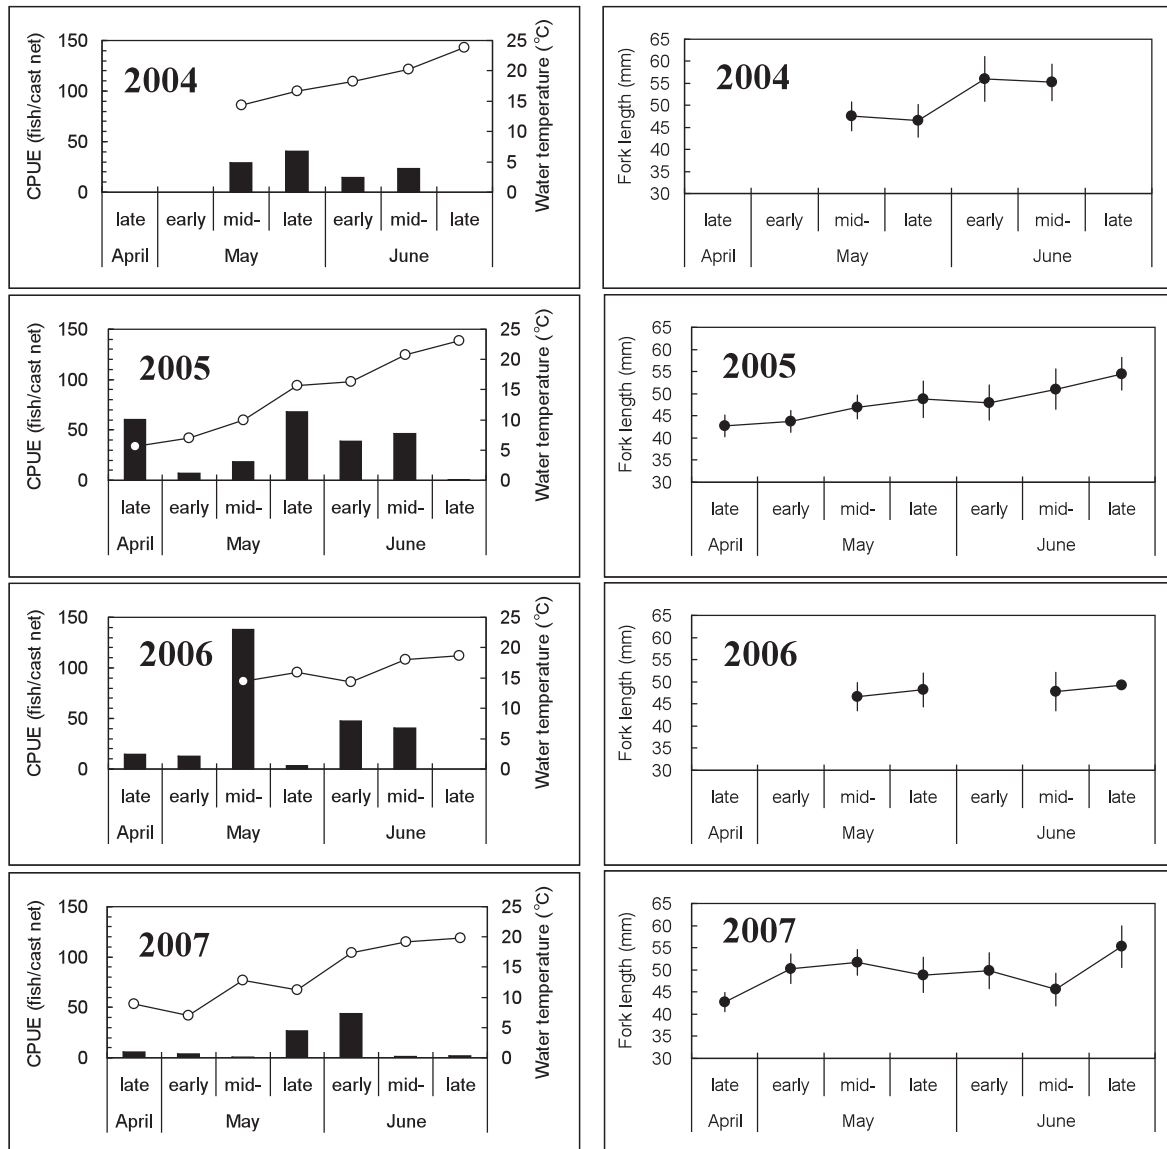 CPUE (fish/cast net)
150
100
50
0
2004
25
20
15
10
5
0
Water temperature (°C)
late early mid- late early mid- late
April May June
Fork length (mm)
65
60
55
50
45
40
35
30
2004
late early mid- late early mid- late
April May June
CPUE (fish/cast net)
150
100
50
0
2005
25
20
15
10
5
0
Water temperature (°C)
late early mid- late early mid- late
April May June
Fork length (mm)
65
60
55
50
45
40
35
30
2005
late early mid- late early mid- late
April May June
CPUE (fish/cast net)
150
100
50
0
2006
25
20
15
10
5
0
Water temperature (°C)
late early mid- late early mid- late
April May June
Fork length (mm)
65
60
55
50
45
40
35
30
2006
late early mid- late early mid- late
April May June
CPUE (fish/cast net)
150
100
50
0
2007
25
20
15
10
5
0
Water temperature (°C)
late early mid- late early mid- late
April May June
Fork length (mm)
65
60
55
50
45
40
35
30
2007
late early mid- late early mid- late
April May June